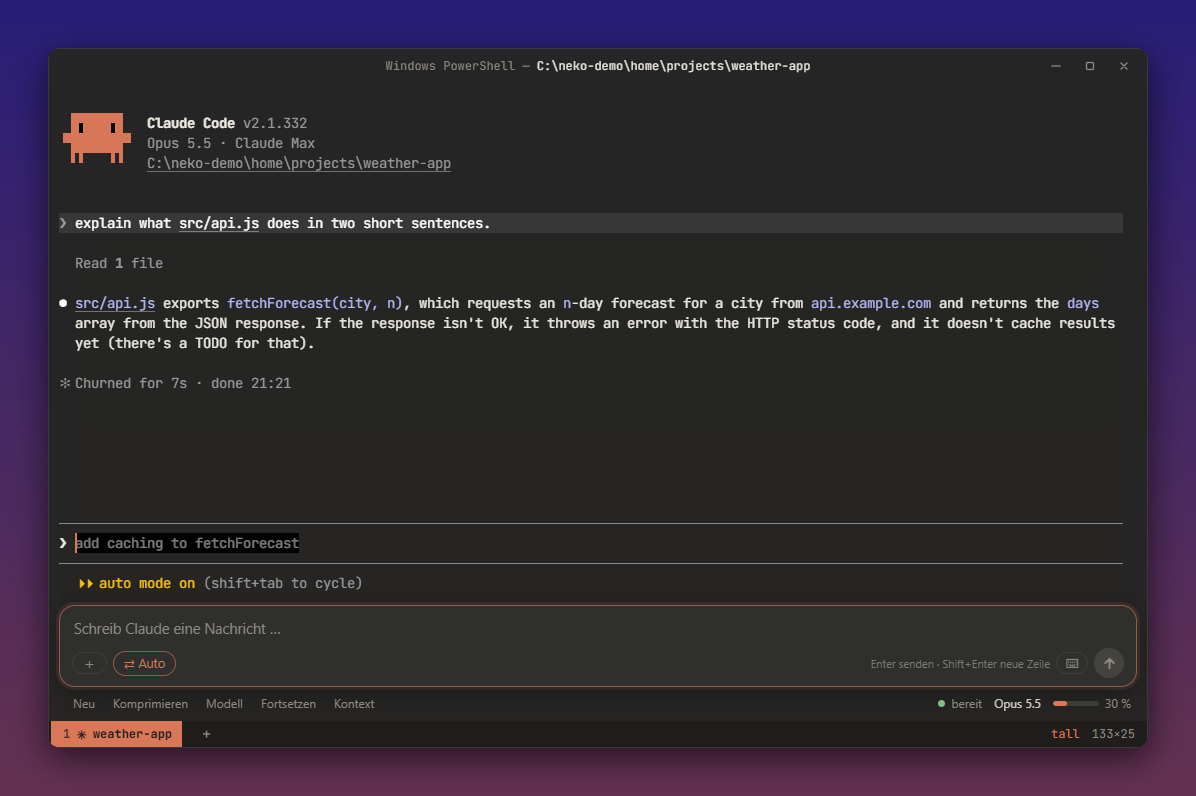 Windows PowerShell — C:\neko-demo\home\projects\weather-app
Claude Code v2.1.332
Opus 5.5 · Claude Max
C:\neko-demo\home\projects\weather-app
❯ explain what src/api.js does in two short sentences.
Read 1 file
● src/api.js exports fetchForecast(city, n), which requests an n-day forecast for a city from api.example.com and returns the days
array from the JSON response. If the response isn't OK, it throws an error with the HTTP status code, and it doesn't cache results
yet (there's a TODO for that).
✻ Churned for 7s · done 21:21
❯ add caching to fetchForecast
⏵⏵ auto mode on (shift+tab to cycle)
Schreib Claude eine Nachricht ...
+ ⇄ Auto Enter senden · Shift+Enter neue Zeile
Neu Komprimieren Modell Fortsetzen Kontext ● bereit Opus 5.5 30 %
1 ✳ weather-app + tall 133×25